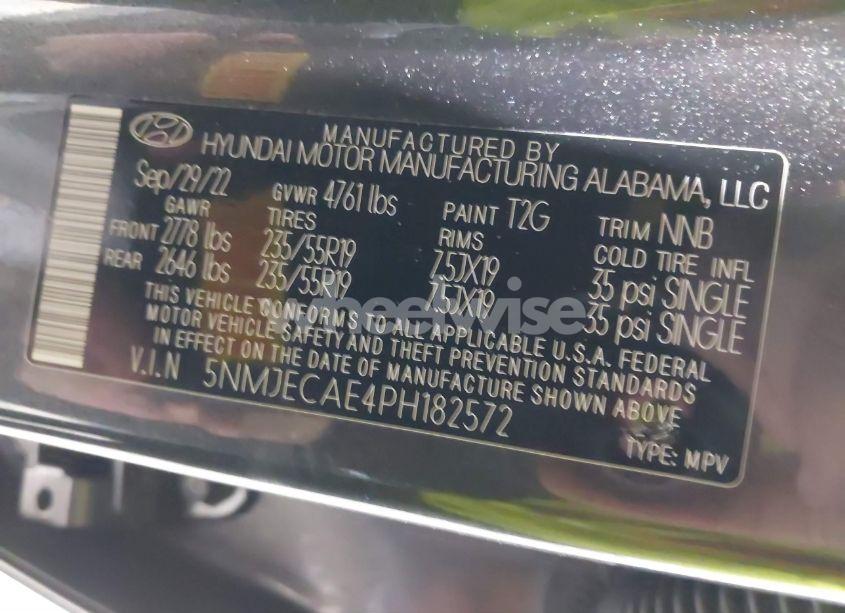 MANUFACTURED BY
HYUNDAI MOTOR MANUFACTURING ALABAMA, LLC
Sep/29/22 GVWR 4761 lbs PAINT T2G TRIM NNB
GAWR TIRES RIMS COLD TIRE INFL
FRONT 2778 lbs 235/55R19 7.5JX19 35 psi SINGLE
REAR 2646 lbs 235/55R19 7.5JX19 35 psi SINGLE
THIS VEHICLE CONFORMS TO ALL APPLICABLE U.S.A. FEDERAL
MOTOR VEHICLE SAFETY AND THEFT PREVENTION STANDARDS
IN EFFECT ON THE DATE OF MANUFACTURE SHOWN ABOVE
V.I.N 5NMJECAE4PH182572
TYPE: MPV
wheelwise